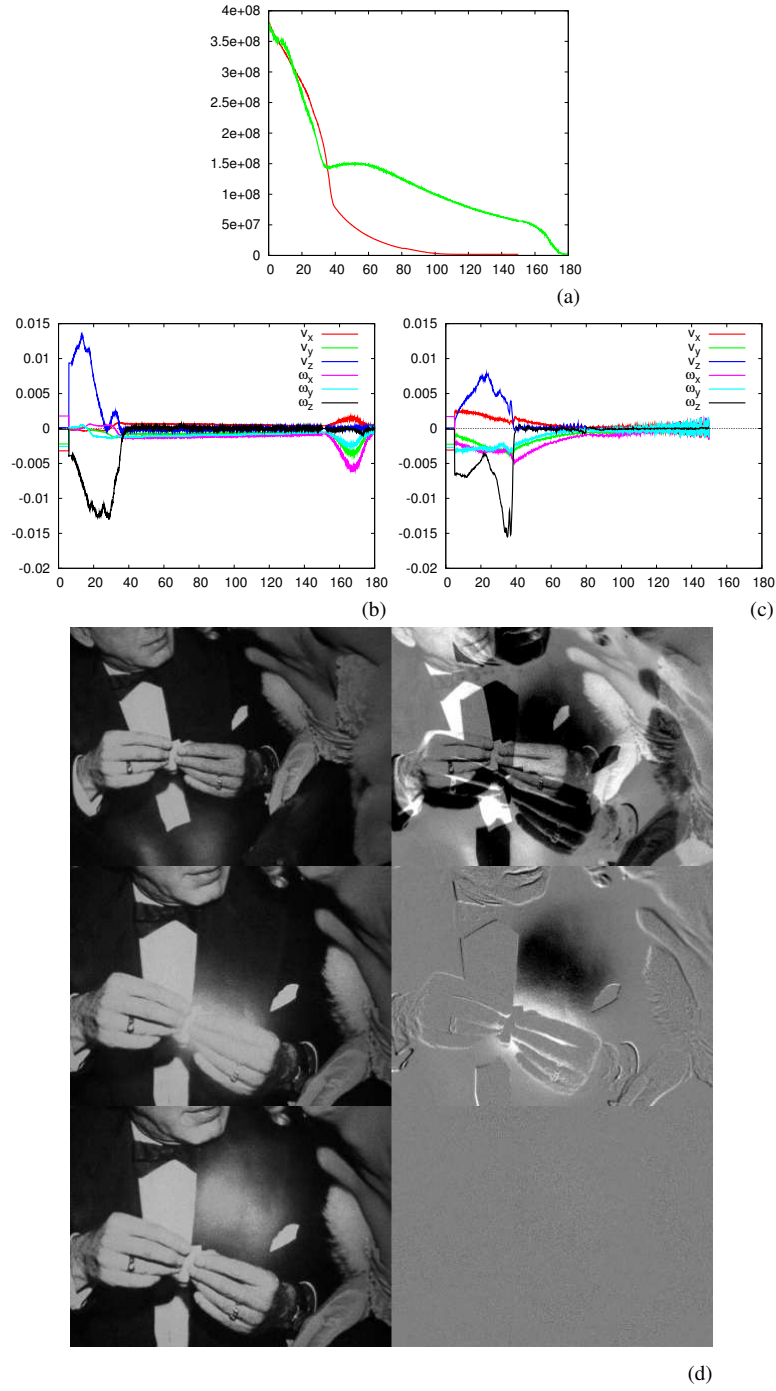 4e+08
3.5e+08
3e+08
2.5e+08
2e+08
1.5e+08
1e+08
5e+07
0
0 20 40 60 80 100 120 140 160 180
(a)
0.015
0.01
0.005
0
-0.005
-0.01
-0.015
-0.02
0 20 40 60 80 100 120 140 160 180
v_x
v_y
v_z
ω_x
ω_y
ω_z
(b)
0.015
0.01
0.005
0
-0.005
-0.01
-0.015
-0.02
0 20 40 60 80 100 120 140 160 180
v_x
v_y
v_z
ω_x
ω_y
ω_z
(c)
(d)